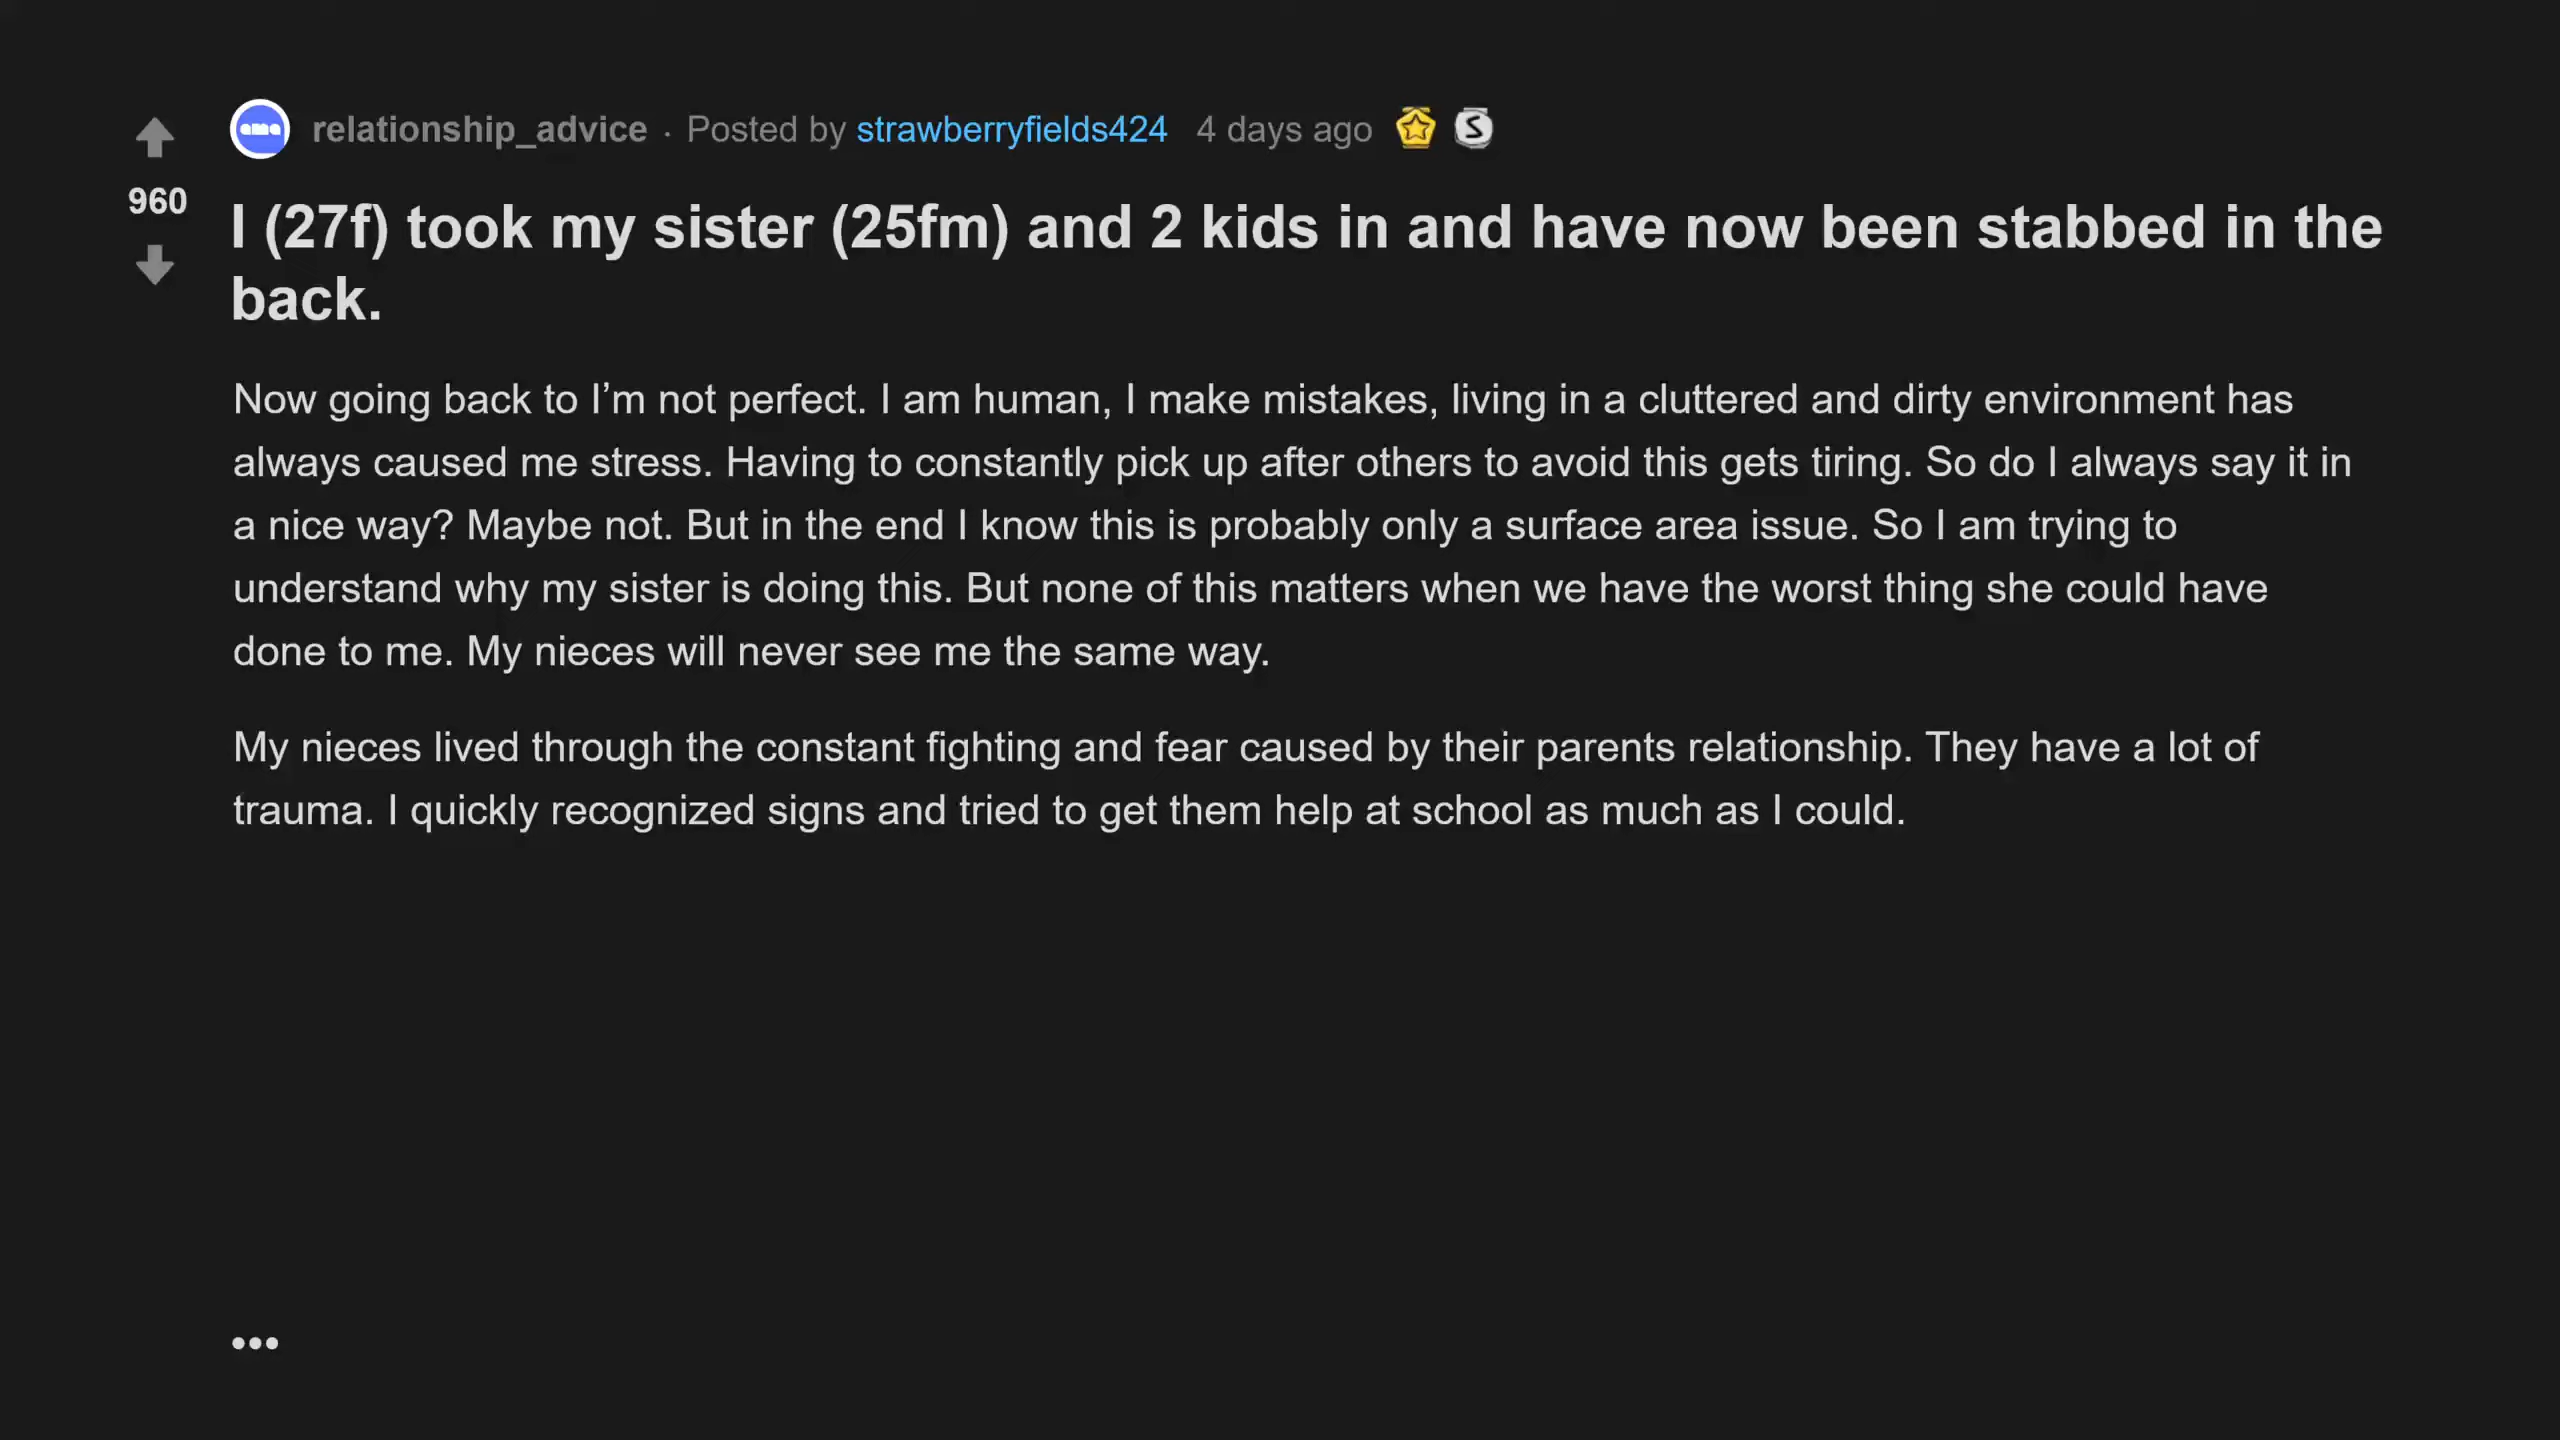 relationship_advice · Posted by strawberryfields424 4 days ago
960
I (27f) took my sister (25fm) and 2 kids in and have now been stabbed in the
back.
Now going back to I’m not perfect. I am human, I make mistakes, living in a cluttered and dirty environment has
always caused me stress. Having to constantly pick up after others to avoid this gets tiring. So do I always say it in
a nice way? Maybe not. But in the end I know this is probably only a surface area issue. So I am trying to
understand why my sister is doing this. But none of this matters when we have the worst thing she could have
done to me. My nieces will never see me the same way.
My nieces lived through the constant fighting and fear caused by their parents relationship. They have a lot of
trauma. I quickly recognized signs and tried to get them help at school as much as I could.
•••